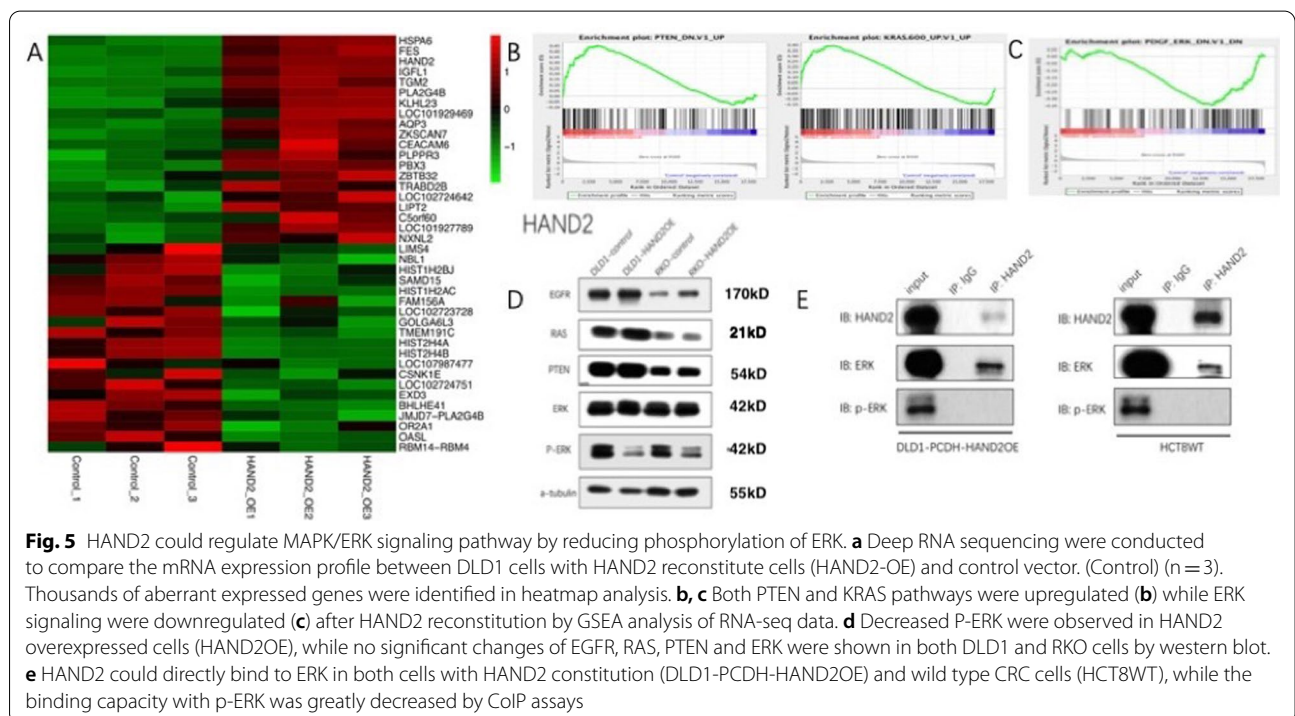 A
HSPA6
FES
HAND2
IGFL1
TGM2
PLA2G4B
KLHL23
LOC101929469
AQP3
ZKSCAN7
CEACAM6
PLPPR3
PBX3
ZBTB32
TRABD2B
LOC102724642
LIPT2
C5orf60
LOC101927789
NXNL2
LIMS4
NBL1
HIST1H2BJ
SAMD15
HIST1H2AC
FAM156A
LOC102723728
GOLGA6L3
TMEM191C
HIST2H4A
HIST2H4B
LOC107987477
CSNK1E
LOC102724751
EXD3
BHLHE41
JMJD7-PLA2G4B
OR2A1
OASL
RBM14-RBM4
1
0
-1
Control_1
Control_2
Control_3
HAND2_OE1
HAND2_OE2
HAND2_OE3
B
Enrichment plot: PTEN_DN.V1_UP
Enrichment plot: KRAS.600_UP.V1_UP
C
Enrichment plot: PDGF_ERK_DN.V1_DN
HAND2
D
DLD1-control
DLD1-HAND2OE
RKO-control
RKO-HAND2OE
EGFR 170kD
RAS 21kD
PTEN 54kD
ERK 42kD
P-ERK 42kD
a-tubulin 55kD
E
input IP: IgG IP: HAND2
IB: HAND2
IB: ERK
IB: p-ERK
DLD1-PCDH-HAND2OE
input IP: IgG IP: HAND2
IB: HAND2
IB: ERK
IB: p-ERK
HCT8WT
Fig. 5 HAND2 could regulate MAPK/ERK signaling pathway by reducing phosphorylation of ERK. a Deep RNA sequencing were conducted
to compare the mRNA expression profile between DLD1 cells with HAND2 reconstitute cells (HAND2-OE) and control vector. (Control) (n = 3).
Thousands of aberrant expressed genes were identified in heatmap analysis. b, c Both PTEN and KRAS pathways were upregulated (b) while ERK
signaling were downregulated (c) after HAND2 reconstitution by GSEA analysis of RNA-seq data. d Decreased P-ERK were observed in HAND2
overexpressed cells (HAND2OE), while no significant changes of EGFR, RAS, PTEN and ERK were shown in both DLD1 and RKO cells by western blot.
e HAND2 could directly bind to ERK in both cells with HAND2 constitution (DLD1-PCDH-HAND2OE) and wild type CRC cells (HCT8WT), while the
binding capacity with p-ERK was greatly decreased by CoIP assays